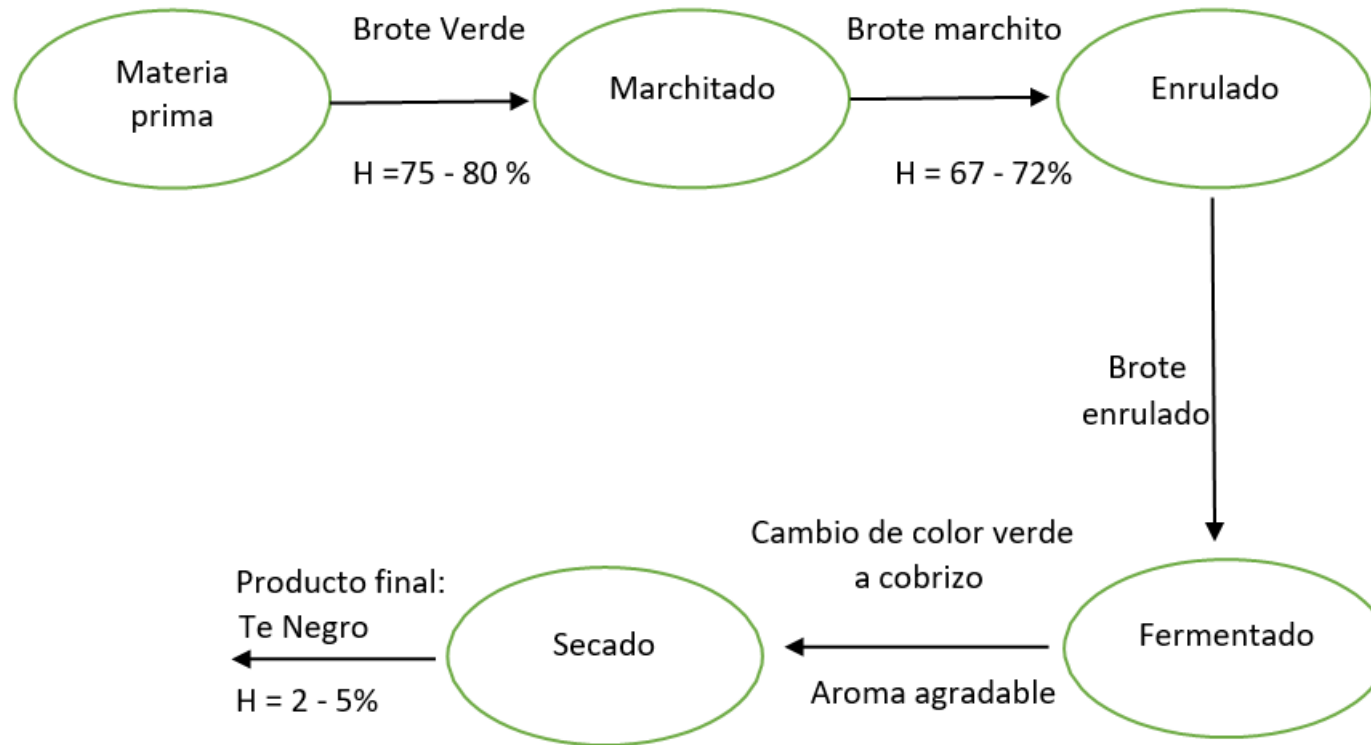 Materia
prima
Brote Verde
H =75 - 80 %
Marchitado
Brote marchito
H = 67 - 72%
Enrulado
Brote
enrulado
Fermentado
Cambio de color verde
a cobrizo
Aroma agradable
Secado
Producto final:
Te Negro
H = 2 - 5%